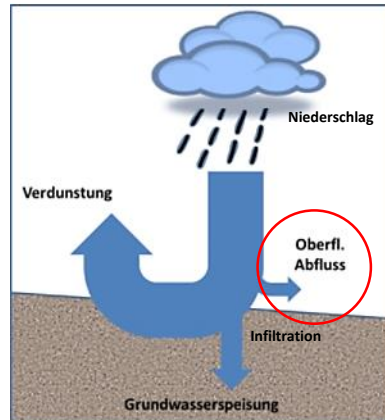 Niederschlag
Verdunstung
Oberfl.
Abfluss
Infiltration
Grundwasserspeisung